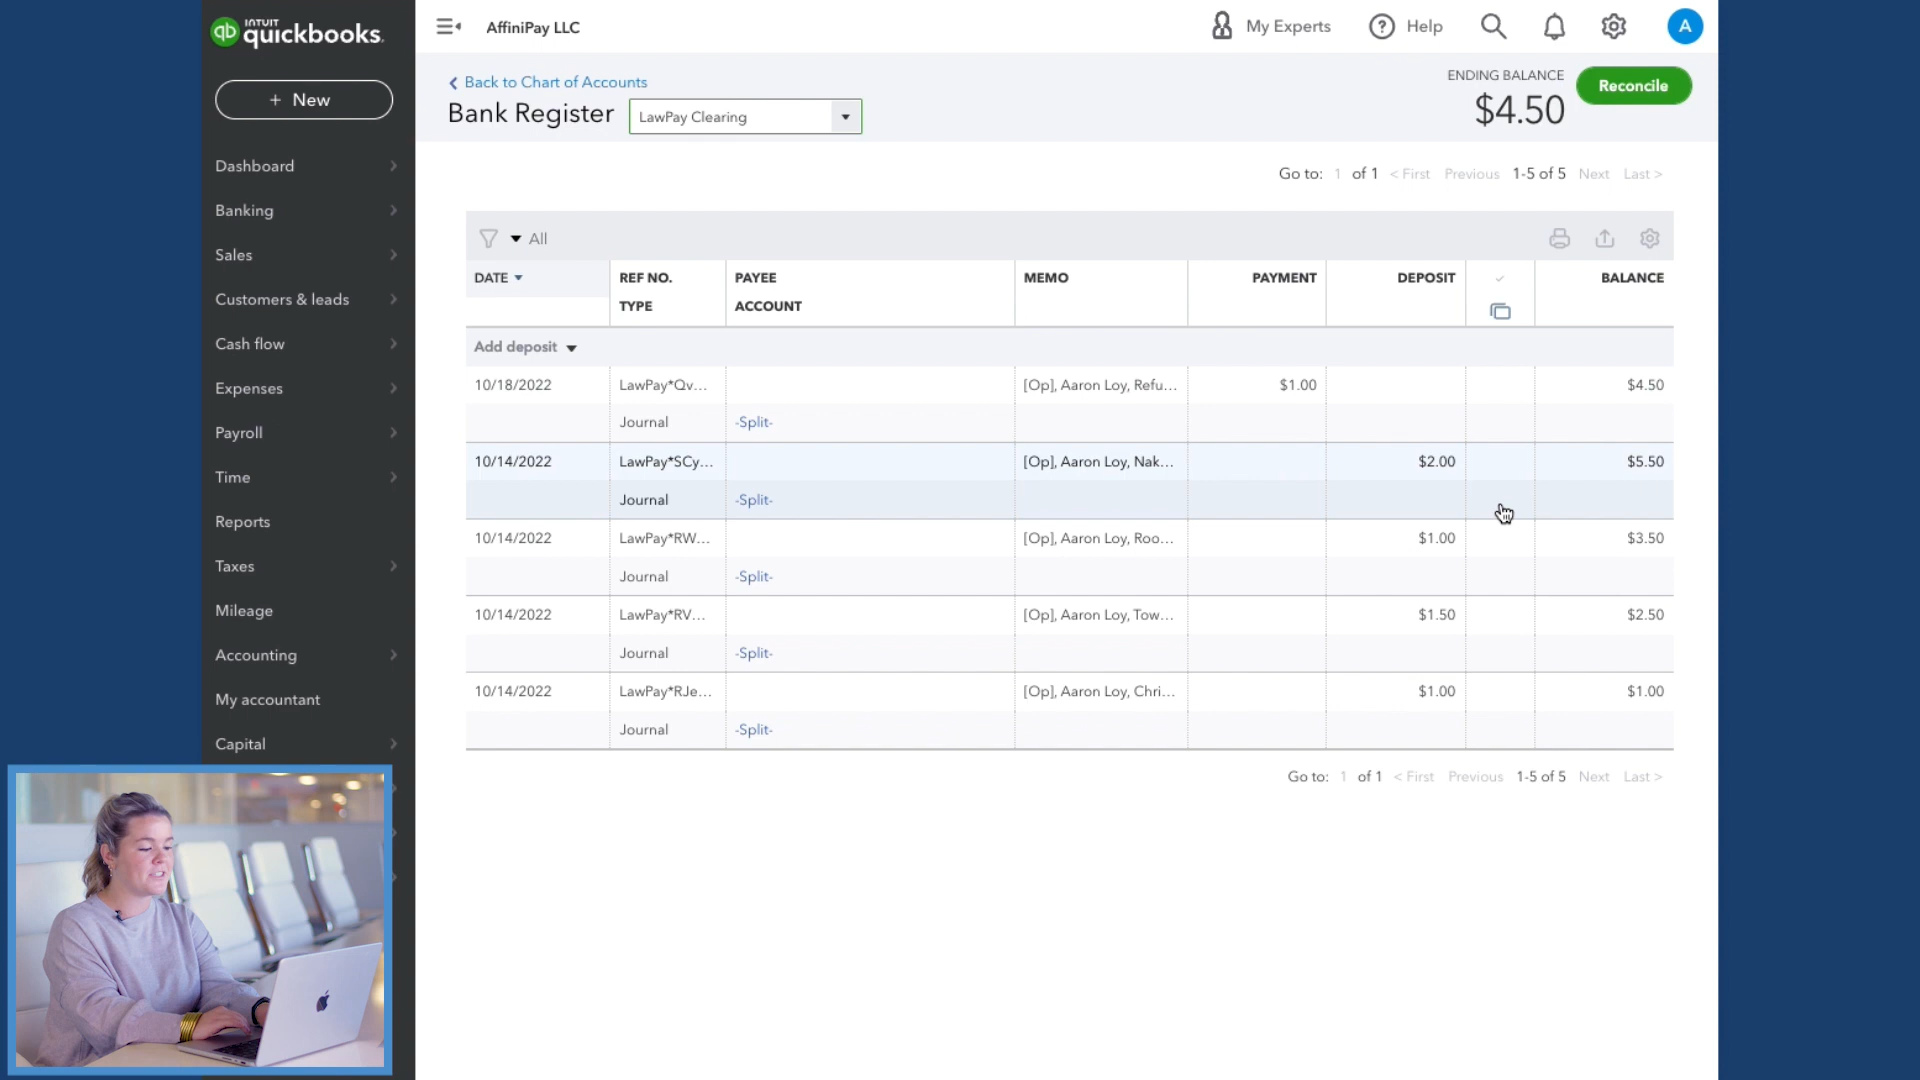 INTUIT
quickbooks.
qb
AffiniPay LLC
My Experts
Help
A
+ New
Dashboard
Banking
Sales
Customers & leads
Cash flow
Expenses
Payroll
Time
Reports
Taxes
Mileage
Accounting
My accountant
Capital
Back to Chart of Accounts
Bank Register
LawPay Clearing
ENDING BALANCE
$4.50
Reconcile
Go to: 1 of 1 < First Previous 1-5 of 5 Next Last >
All
DATE REF NO. PAYEE MEMO PAYMENT DEPOSIT BALANCE
TYPE ACCOUNT
Add deposit
10/18/2022 LawPay*Qv... [Op], Aaron Loy, Refu... $1.00 $4.50
Journal -Split-
10/14/2022 LawPay*SCy... [Op], Aaron Loy, Nak... $2.00 $5.50
Journal -Split-
10/14/2022 LawPay*RW... [Op], Aaron Loy, Roo... $1.00 $3.50
Journal -Split-
10/14/2022 LawPay*RV... [Op], Aaron Loy, Tow... $1.50 $2.50
Journal -Split-
10/14/2022 LawPay*RJe... [Op], Aaron Loy, Chri... $1.00 $1.00
Journal -Split-
Go to: 1 of 1 < First Previous 1-5 of 5 Next Last >